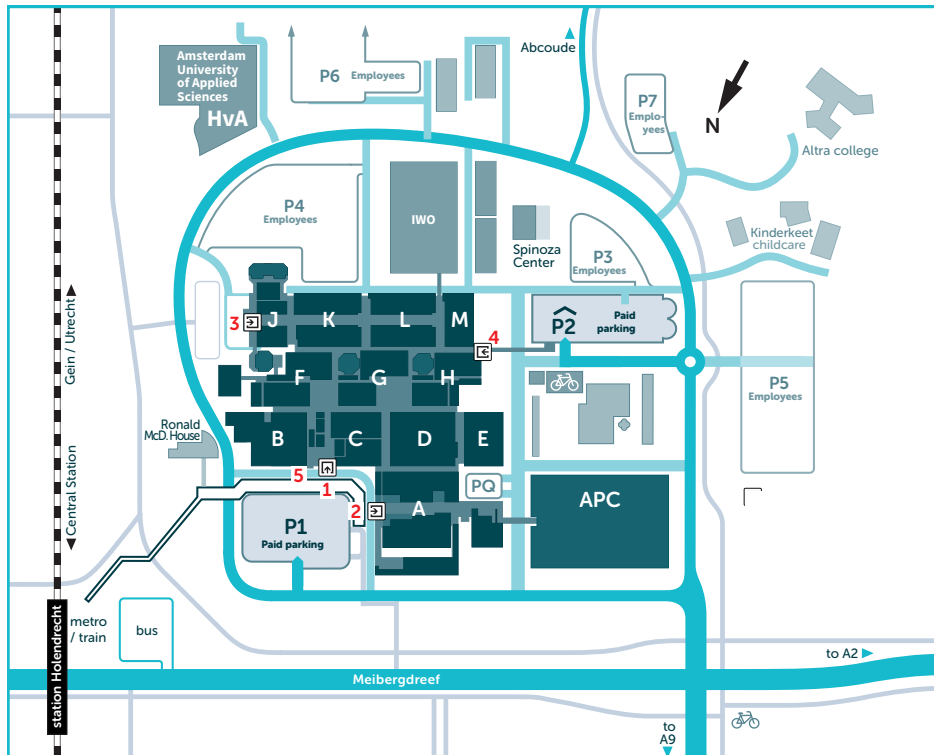 Amsterdam
University
of Applied
Sciences
HvA
P6 Employees
Abcoude
N
P7
Emplo-
yees
Altra college
P4
Employees
IWO
Spinoza
Center
P3
Employees
Kinderkeet
childcare
Gein / Utrecht
3
J
K
L
M
4
P2
Paid
parking
F
G
H
P5
Employees
Ronald
McD. House
B
C
D
E
5
1
2
A
PQ
APC
P1
Paid parking
Central Station
station Holendrecht
metro
/ train
bus
Meibergdreef
to A2
to
A9